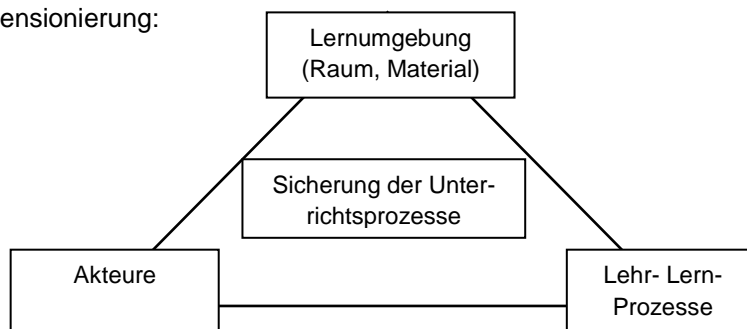 ensionierung:
Lernumgebung
(Raum, Material)
Sicherung der Unter-
richtsprozesse
Akteure
Lehr- Lern-
Prozesse